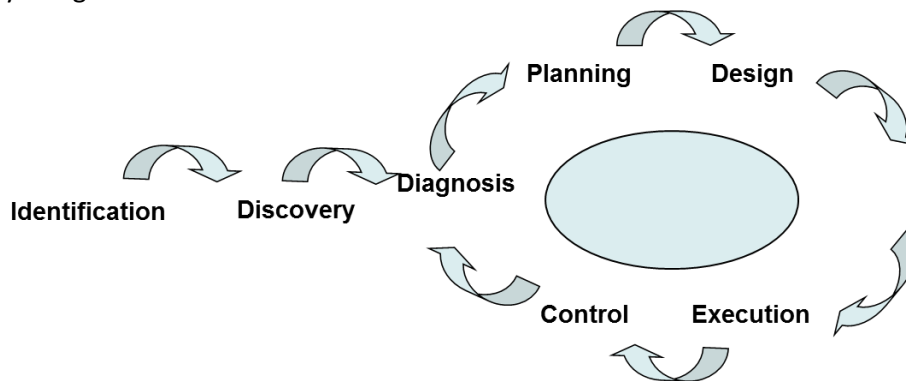 Planning
Design
Diagnosis
Identification
Discovery
Control
Execution